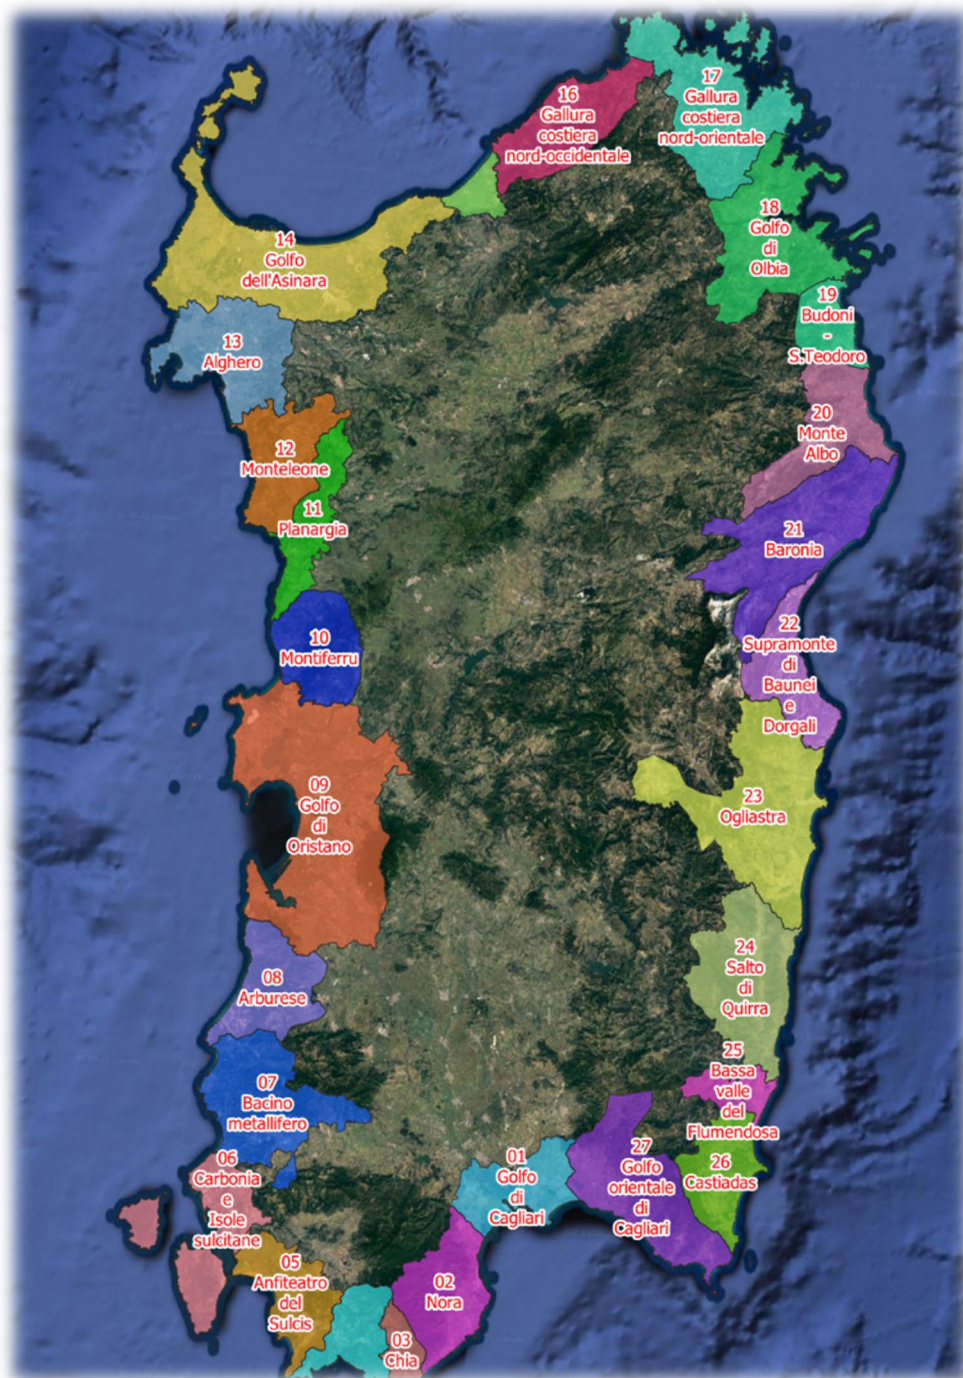 16
Gallura
costiera
nord-occidentale
17
Gallura
costiera
nord-orientale
14
Golfo
dell'Asinara
18
Golfo
di
Olbia
19
Budoni
-
S.Teodoro
13
Alghero
20
Monte
Albo
12
Monteleone
11
Planargia
21
Baronia
10
Montiferru
22
Supramonte
di
Baunei
e
Dorgali
09
Golfo
di
Oristano
23
Ogliastra
08
Arburese
24
Salto
di
Quirra
07
Bacino
metallifero
25
Bassa
valle
del
Flumendosa
06
Carbonia
e
Isole
sulcitane
01
Golfo
di
Cagliari
27
Golfo
orientale
di
Cagliari
26
Castiadas
05
Anfiteatro
del
Sulcis
02
Nora
03
Chia